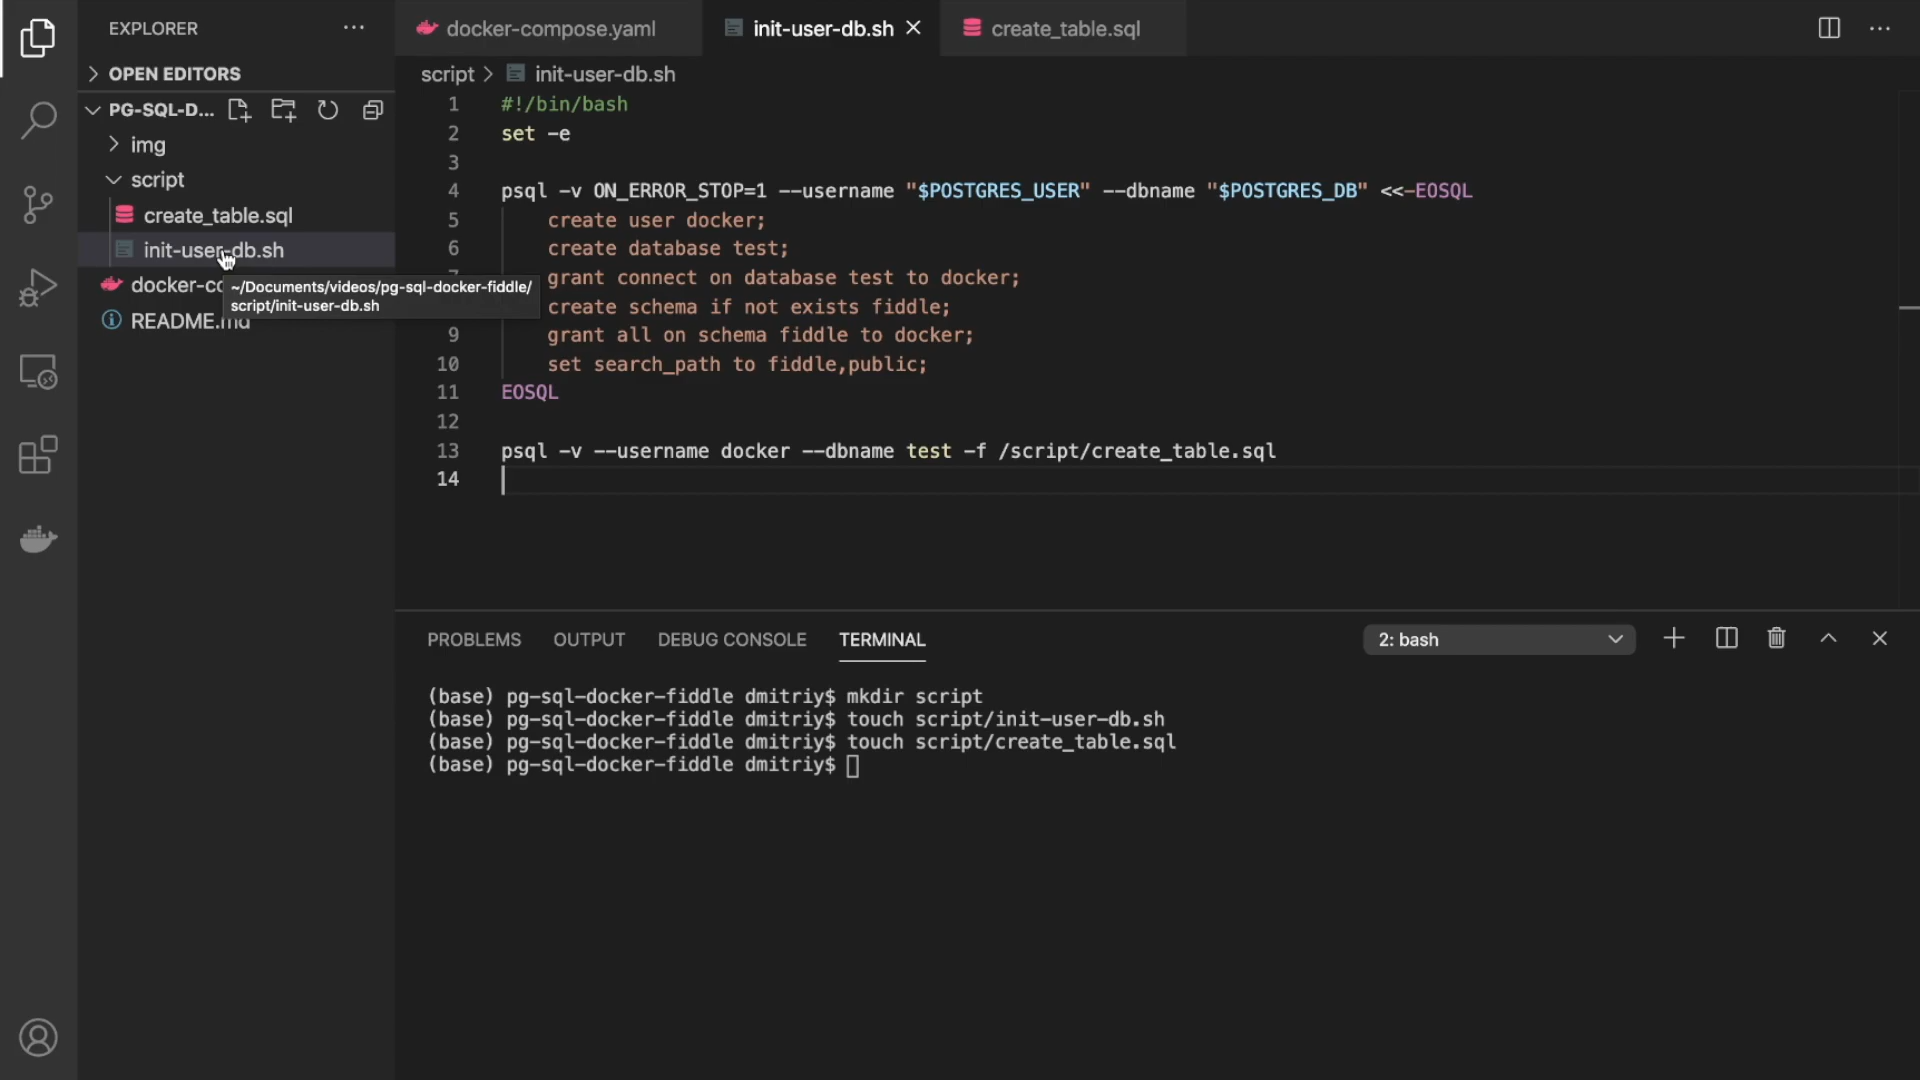 EXPLORER
OPEN EDITORS
PG-SQL-D...
img
script
create_table.sql
init-user-db.sh
docker-co
README.md
~/Documents/videos/pg-sql-docker-fiddle/
script/init-user-db.sh
docker-compose.yaml
init-user-db.sh
create_table.sql
script > init-user-db.sh
1 #!/bin/bash
2 set -e
3
4 psql -v ON_ERROR_STOP=1 --username "$POSTGRES_USER" --dbname "$POSTGRES_DB" <<-EOSQL
5 create user docker;
6 create database test;
7 grant connect on database test to docker;
create schema if not exists fiddle;
9 grant all on schema fiddle to docker;
10 set search_path to fiddle,public;
11 EOSQL
12
13 psql -v --username docker --dbname test -f /script/create_table.sql
14
PROBLEMS OUTPUT DEBUG CONSOLE TERMINAL
2: bash
(base) pg-sql-docker-fiddle dmitriy$ mkdir script
(base) pg-sql-docker-fiddle dmitriy$ touch script/init-user-db.sh
(base) pg-sql-docker-fiddle dmitriy$ touch script/create_table.sql
(base) pg-sql-docker-fiddle dmitriy$